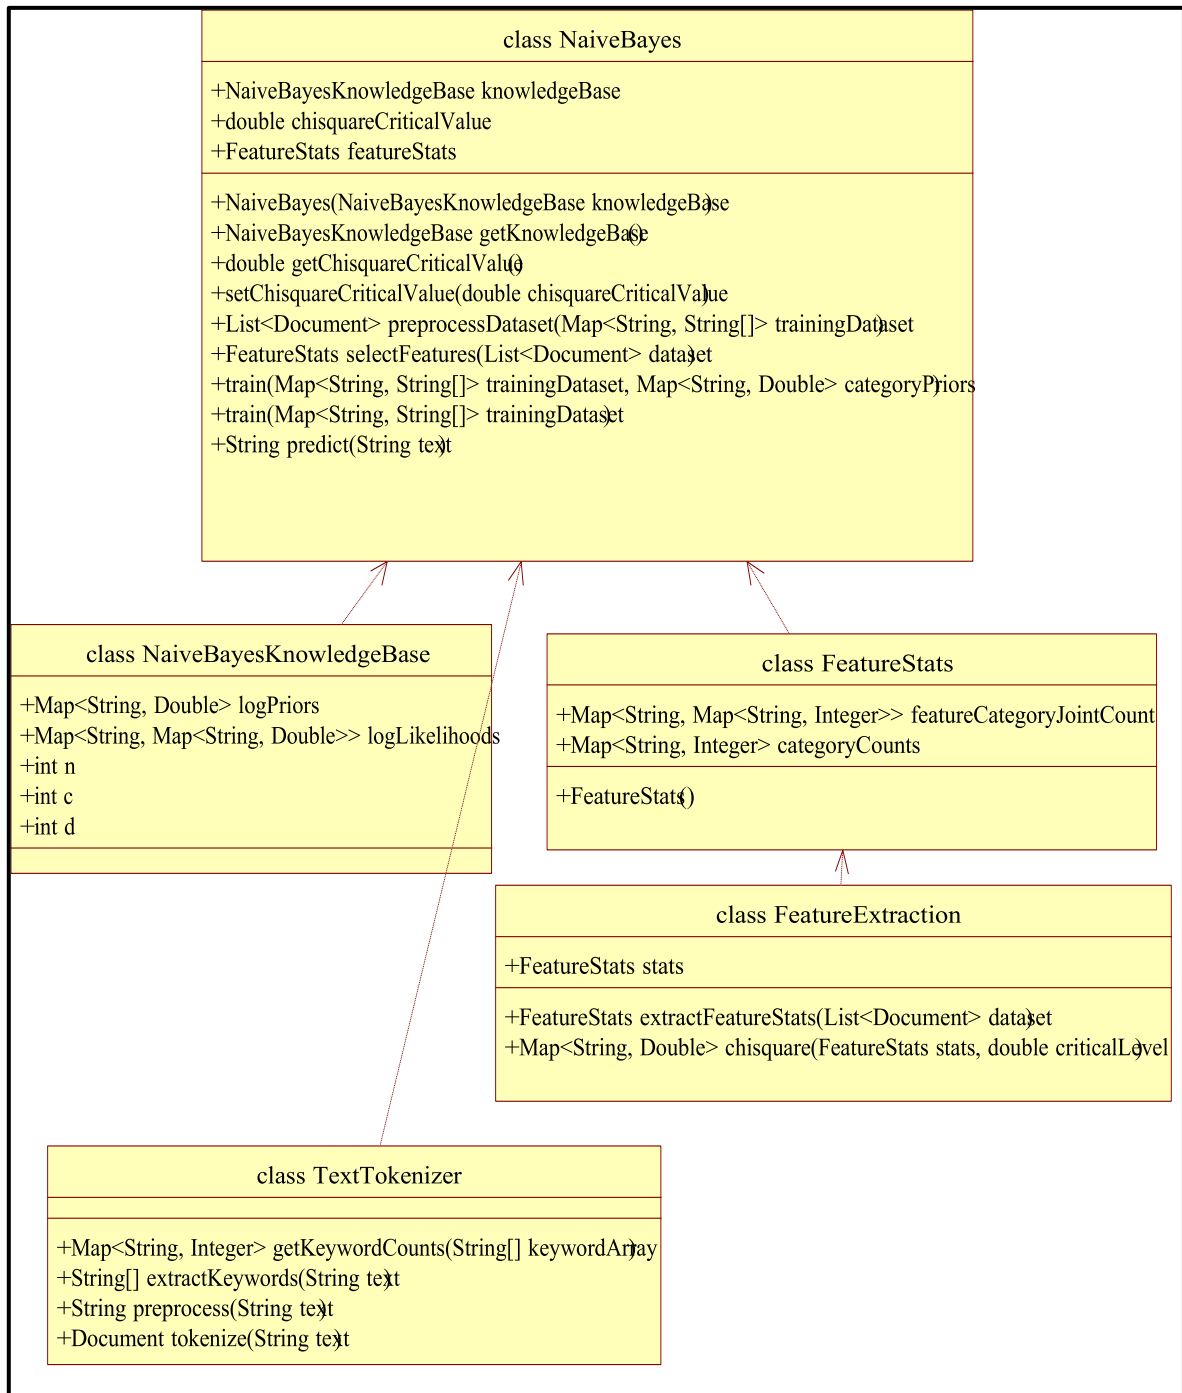 class NaiveBayes
+NaiveBayesKnowledgeBase knowledgeBase
+double chisquareCriticalValue
+FeatureStats featureStats
+NaiveBayes(NaiveBayesKnowledgeBase knowledgeBase)
+NaiveBayesKnowledgeBase getKnowledgeBase()
+double getChisquareCriticalValue()
+setChisquareCriticalValue(double chisquareCriticalValue)
+List<Document> preprocessDataset(Map<String, String[]> trainingDataset)
+FeatureStats selectFeatures(List<Document> dataset)
+train(Map<String, String[]> trainingDataset, Map<String, Double> categoryPriors)
+train(Map<String, String[]> trainingDataset)
+String predict(String text)
class NaiveBayesKnowledgeBase
+Map<String, Double> logPriors
+Map<String, Map<String, Double>> logLikelihoods
+int n
+int c
+int d
class FeatureStats
+Map<String, Map<String, Integer>> featureCategoryJointCount
+Map<String, Integer> categoryCounts
+FeatureStats()
class FeatureExtraction
+FeatureStats stats
+FeatureStats extractFeatureStats(List<Document> dataset)
+Map<String, Double> chisquare(FeatureStats stats, double criticalLevel)
class TextTokenizer
+Map<String, Integer> getKeywordCounts(String[] keywordArray)
+String[] extractKeywords(String text)
+String preprocess(String text)
+Document tokenize(String text)